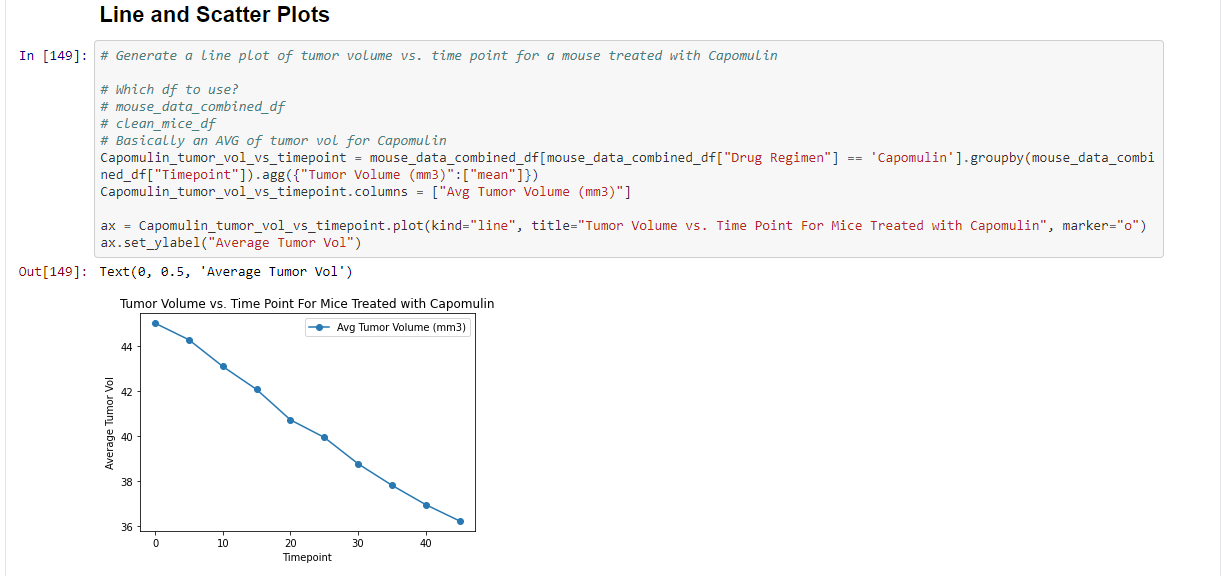 Line and Scatter Plots
In [149]:
# Generate a line plot of tumor volume vs. time point for a mouse treated with Capomulin
# Which df to use?
# mouse_data_combined_df
# clean_mice_df
# Basically an AVG of tumor vol for Capomulin
Capomulin_tumor_vol_vs_timepoint = mouse_data_combined_df[mouse_data_combined_df["Drug Regimen"] == 'Capomulin'].groupby(mouse_data_combi
ned_df["Timepoint"]).agg({"Tumor Volume (mm3)":["mean"]})
Capomulin_tumor_vol_vs_timepoint.columns = ["Avg Tumor Volume (mm3)"]
ax = Capomulin_tumor_vol_vs_timepoint.plot(kind="line", title="Tumor Volume vs. Time Point For Mice Treated with Capomulin", marker="o")
ax.set_ylabel("Average Tumor Vol")
Out[149]: Text(0, 0.5, 'Average Tumor Vol')
Tumor Volume vs. Time Point For Mice Treated with Capomulin
Avg Tumor Volume (mm3)
44
42
40
38
36
Average Tumor Vol
0 10 20 30 40
Timepoint